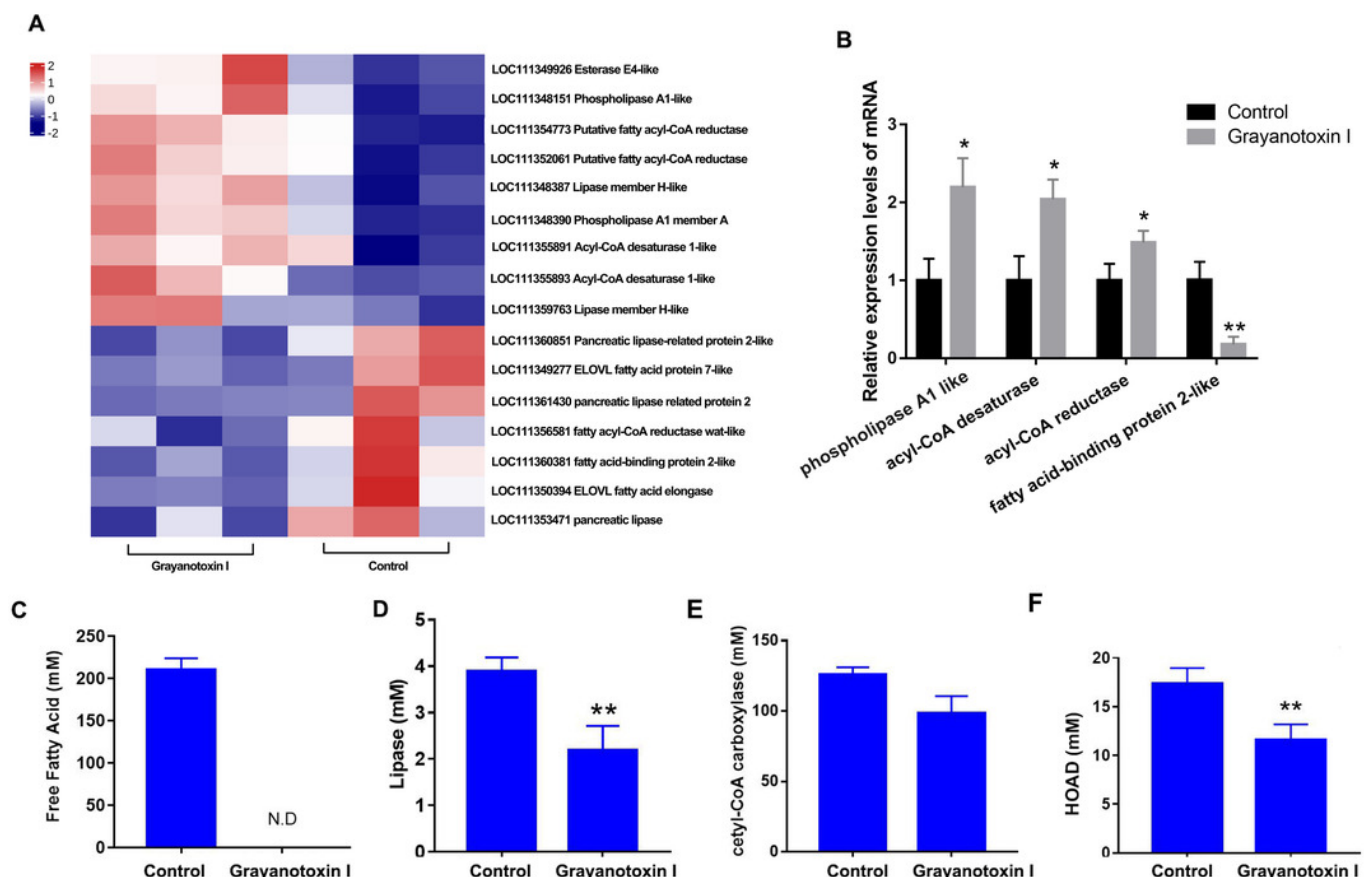 A
2
1
0
-1
-2
LOC111349926 Esterase E4-like
LOC111348151 Phospholipase A1-like
LOC111354773 Putative fatty acyl-CoA reductase
LOC111352061 Putative fatty acyl-CoA reductase
LOC111348387 Lipase member H-like
LOC111348390 Phospholipase A1 member A
LOC111355891 Acyl-CoA desaturase 1-like
LOC111355893 Acyl-CoA desaturase 1-like
LOC111359763 Lipase member H-like
LOC111360851 Pancreatic lipase-related protein 2-like
LOC111349277 ELOVL fatty acid protein 7-like
LOC111361430 pancreatic lipase related protein 2
LOC111356581 fatty acyl-CoA reductase wat-like
LOC111360381 fatty acid-binding protein 2-like
LOC111350394 ELOVL fatty acid elongase
LOC111353471 pancreatic lipase
Grayanotoxin I
Control
B
Relative expression levels of mRNA
3
2
1
0
Control
Grayanotoxin I
*
*
*
**
phospholipase A1 like
acyl-CoA desaturase
acyl-CoA reductase
fatty acid-binding protein 2-like
C
Free Fatty Acid (mM)
250
200
150
100
50
0
N.D
Control
Grayanotoxin I
D
Lipase (mM)
5
4
3
2
1
0
**
Control
Grayanotoxin I
E
cetyl-CoA carboxylase (mM)
150
100
50
0
Control
Grayanotoxin I
F
HOAD (mM)
20
15
10
5
0
**
Control
Grayanotoxin I